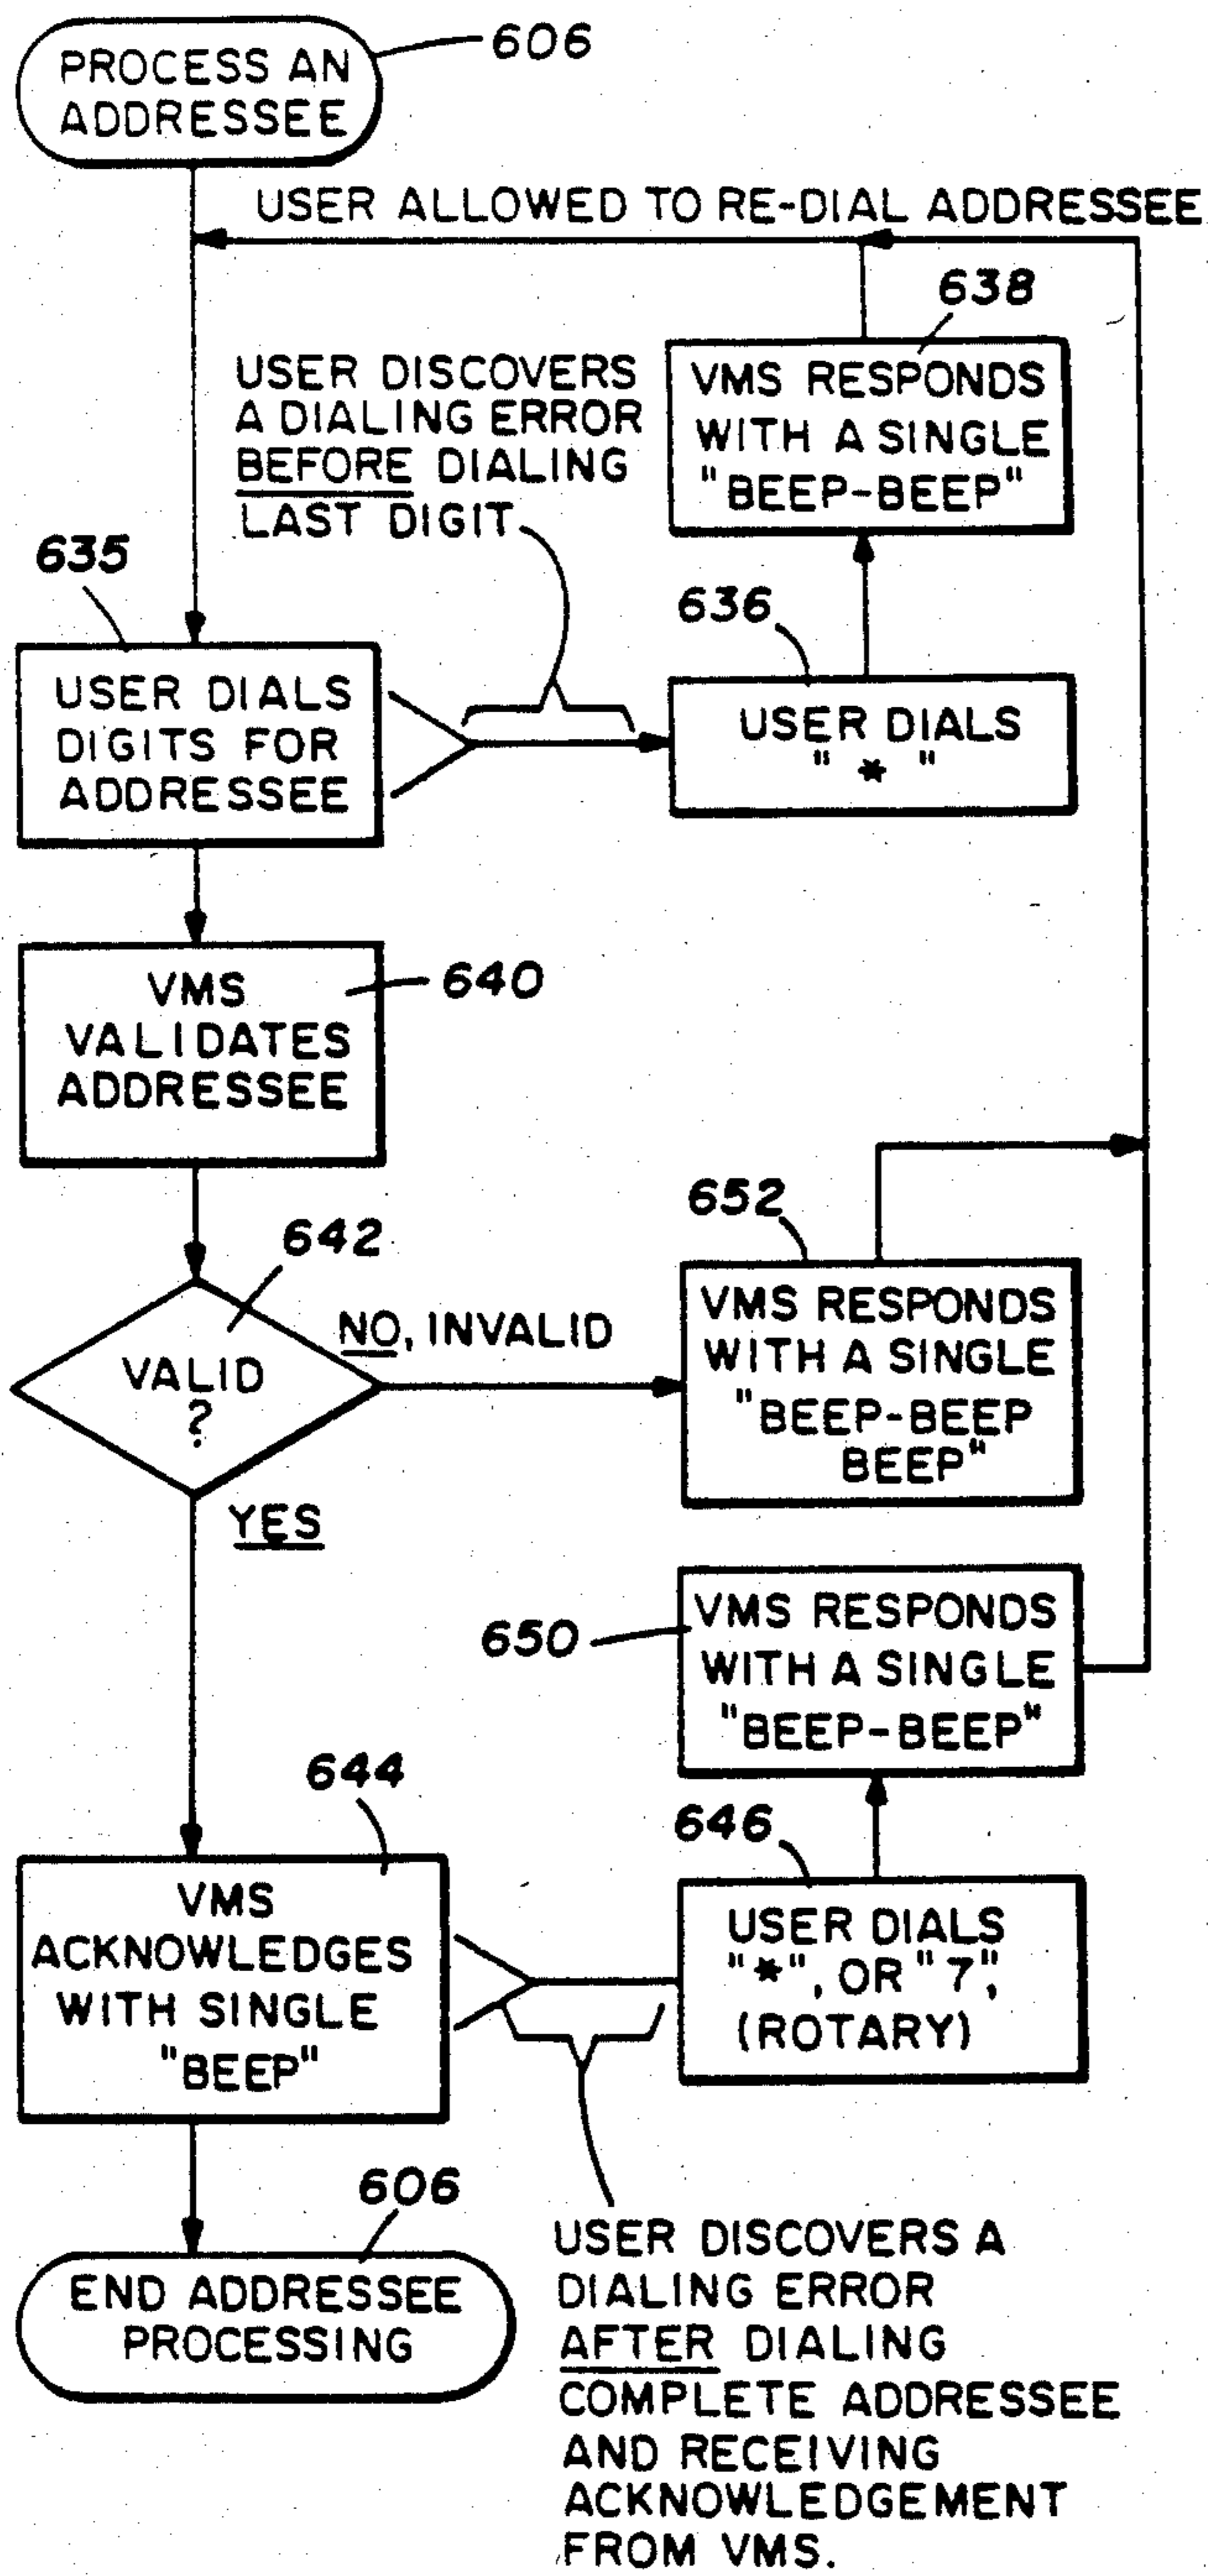 PROCESS AN
ADDRESSEE
606
USER ALLOWED TO RE-DIAL ADDRESSEE
638
VMS RESPONDS
WITH A SINGLE
"BEEP-BEEP"
USER DISCOVERS
A DIALING ERROR
BEFORE DIALING
LAST DIGIT
635
636
USER DIALS
DIGITS FOR
ADDRESSEE
USER DIALS
" * "
VMS
VALIDATES
ADDRESSEE
640
642
VALID
?
NO, INVALID
YES
652
VMS RESPONDS
WITH A SINGLE
"BEEP-BEEP
BEEP"
650
VMS RESPONDS
WITH A SINGLE
"BEEP-BEEP"
644
646
VMS
ACKNOWLEDGES
WITH SINGLE
"BEEP"
USER DIALS
"*", OR "7",
(ROTARY)
606
END ADDRESSEE
PROCESSING
USER DISCOVERS A
DIALING ERROR
AFTER DIALING
COMPLETE ADDRESSEE
AND RECEIVING
ACKNOWLEDGEMENT
FROM VMS.